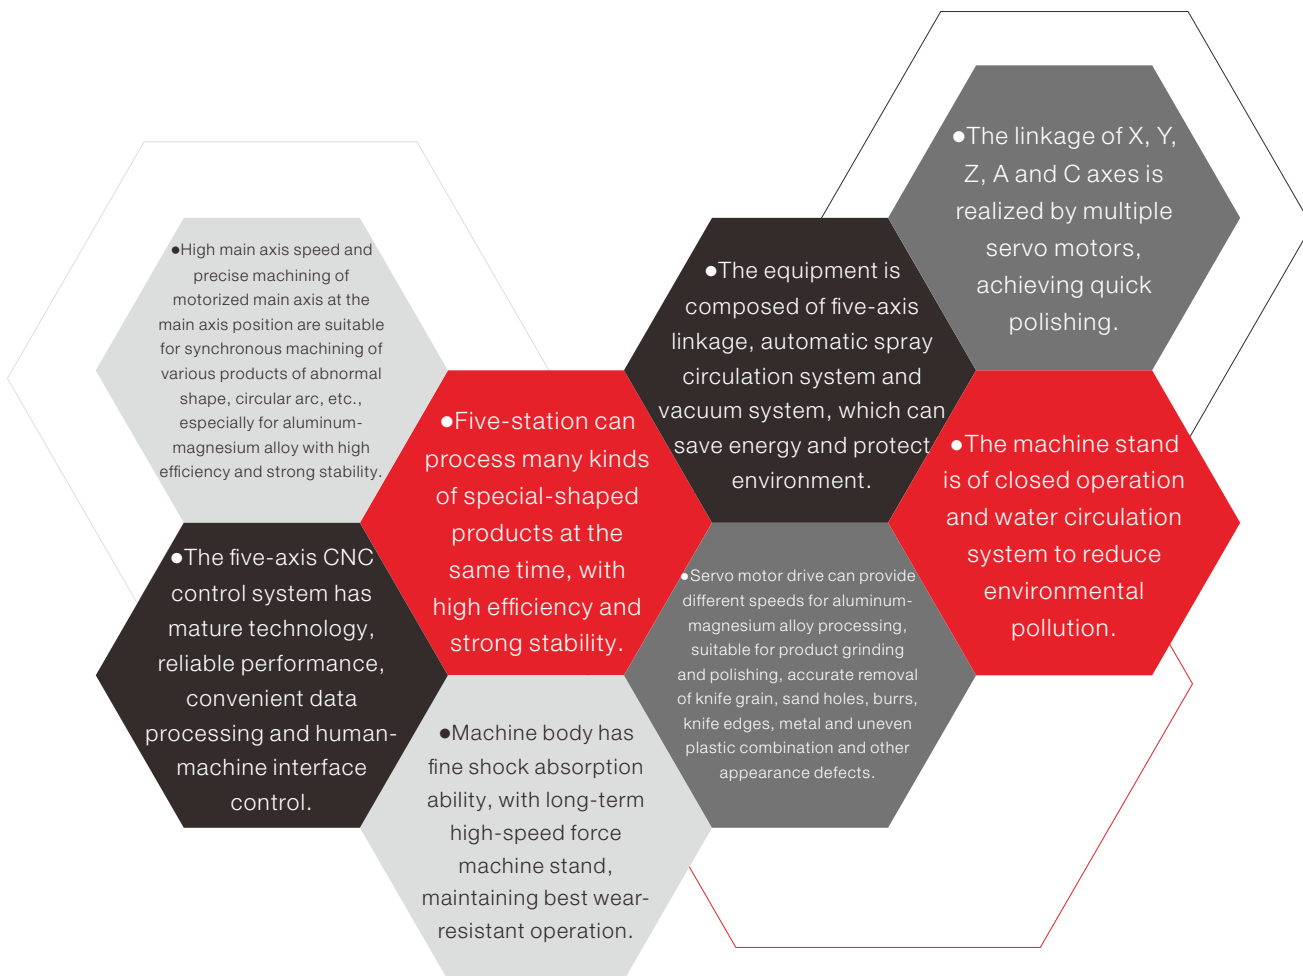 ●High main axis speed and
precise machining of
motorized main axis at the
main axis position are suitable
for synchronous machining of
various products of abnormal
shape, circular arc, etc.,
especially for aluminum-
magnesium alloy with high
efficiency and strong stability.
●The five-axis CNC
control system has
mature technology,
reliable performance,
convenient data
processing and human-
machine interface
control.
●Five-station can
process many kinds
of special-shaped
products at the
same time, with
high efficiency and
strong stability.
●Machine body has
fine shock absorption
ability, with long-term
high-speed force
machine stand,
maintaining best wear-
resistant operation.
●The equipment is
composed of five-axis
linkage, automatic spray
circulation system and
vacuum system, which can
save energy and protect
environment.
●Servo motor drive can provide
different speeds for aluminum-
magnesium alloy processing,
suitable for product grinding
and polishing, accurate removal
of knife grain, sand holes, burrs,
knife edges, metal and uneven
plastic combination and other
appearance defects.
●The linkage of X, Y,
Z, A and C axes is
realized by multiple
servo motors,
achieving quick
polishing.
●The machine stand
is of closed operation
and water circulation
system to reduce
environmental
pollution.